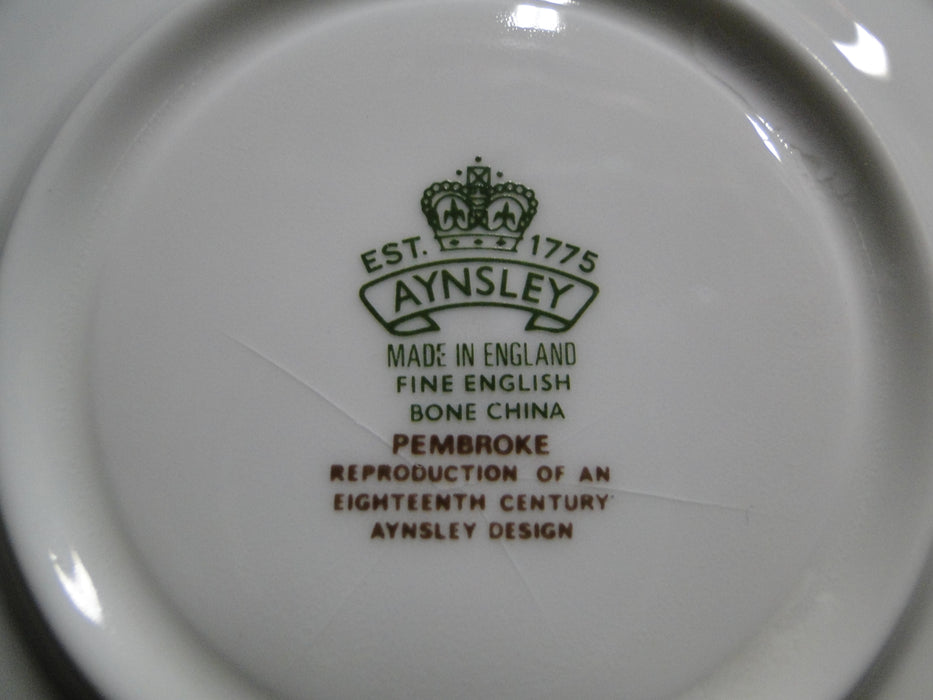 EST. 1775
AYNSLEY
MADE IN ENGLAND
FINE ENGLISH
BONE CHINA
PEMBROKE
REPRODUCTION OF AN
EIGHTEENTH CENTURY
AYNSLEY DESIGN